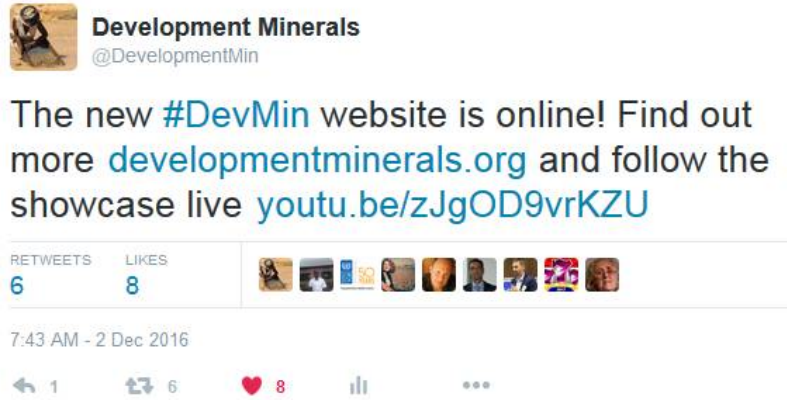 Development Minerals
@DevelopmentMin
The new #DevMin website is online! Find out
more developmentminerals.org and follow the
showcase live youtu.be/zJgOD9vrKZU
RETWEETS LIKES
6 8
50
7:43 AM - 2 Dec 2016
1 6 8